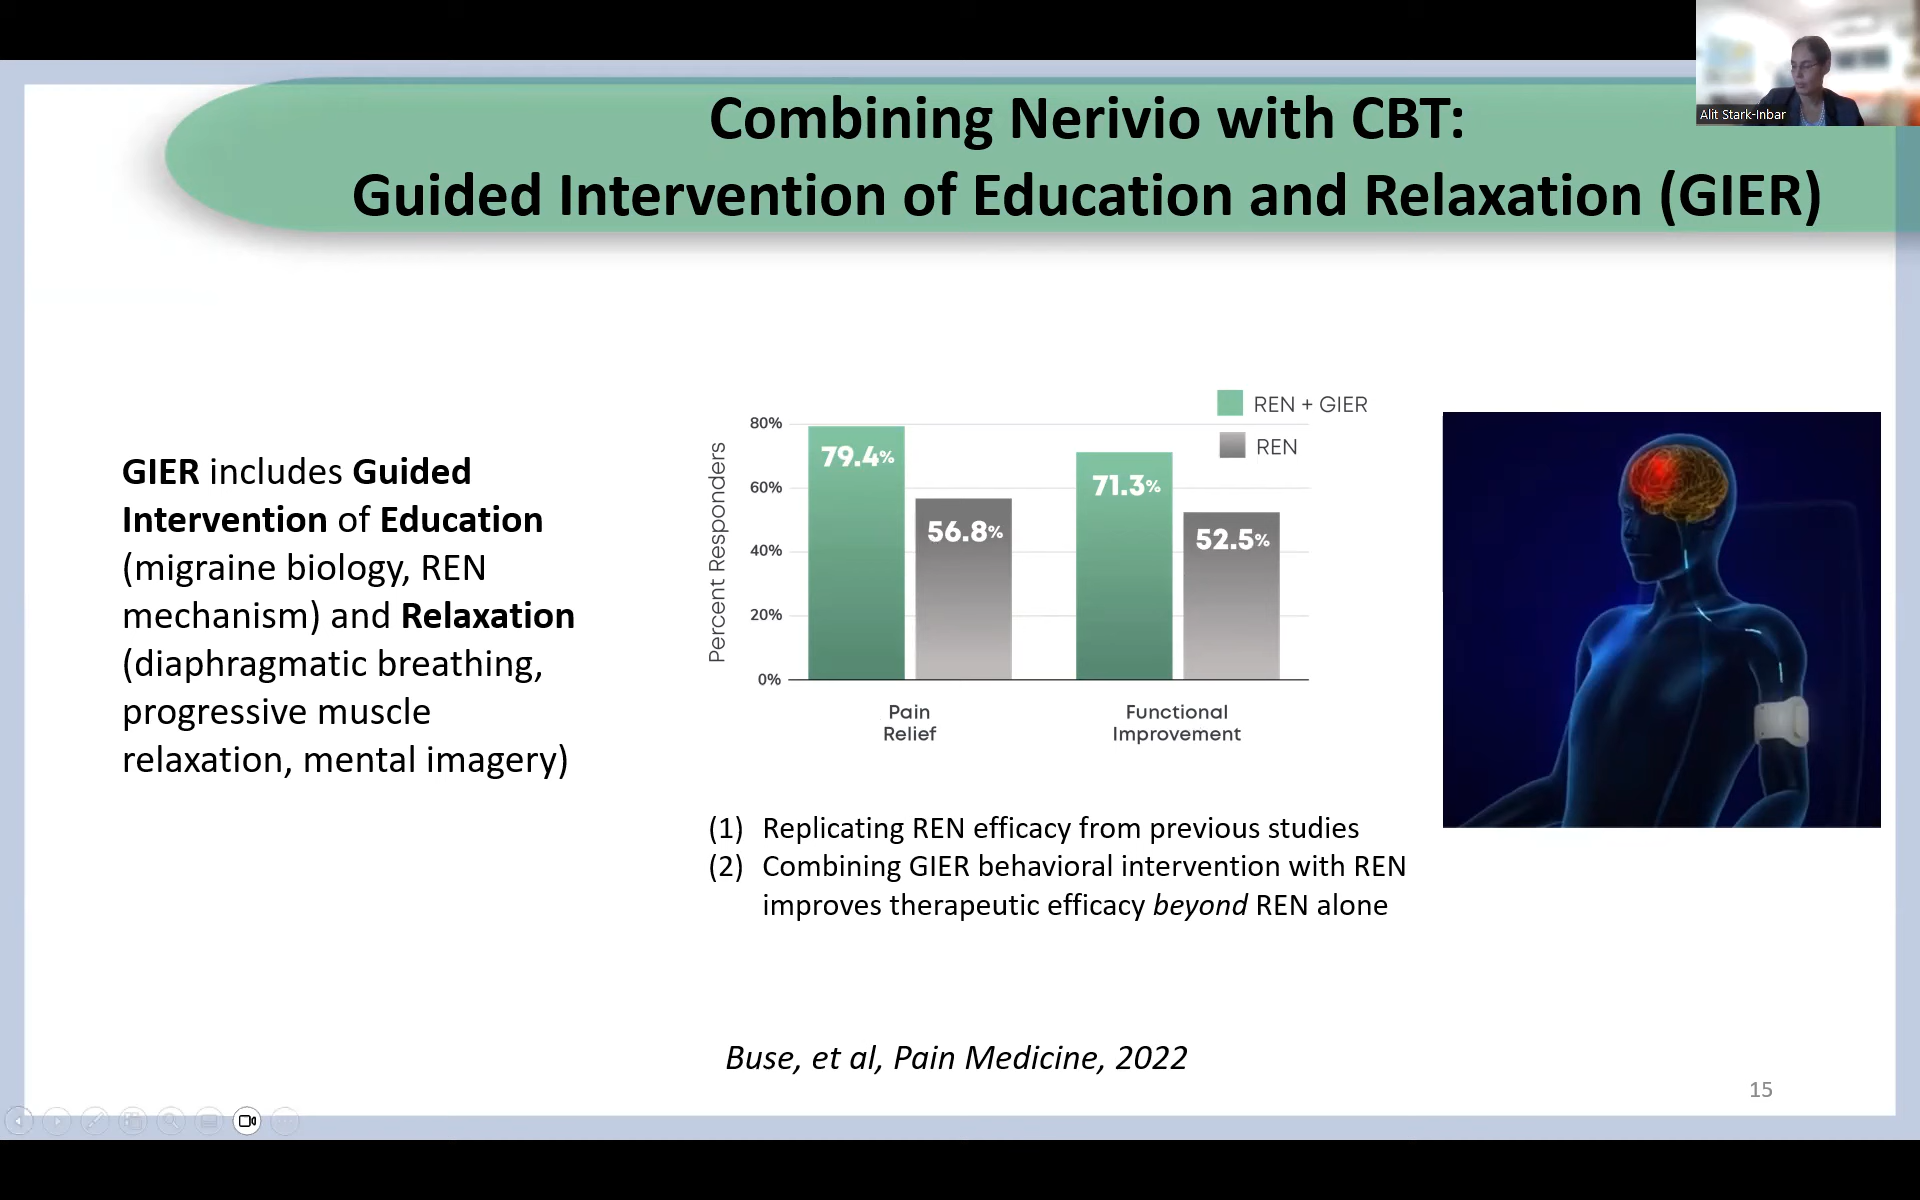 Combining Nerivio with CBT:
Guided Intervention of Education and Relaxation (GIER)
Alit Stark-Inbar
GIER includes Guided
Intervention of Education
(migraine biology, REN
mechanism) and Relaxation
(diaphragmatic breathing,
progressive muscle
relaxation, mental imagery)
REN + GIER
REN
Percent Responders
80%
60%
40%
20%
0%
79.4%
56.8%
71.3%
52.5%
Pain
Relief
Functional
Improvement
(1) Replicating REN efficacy from previous studies
(2) Combining GIER behavioral intervention with REN
improves therapeutic efficacy beyond REN alone
Buse, et al, Pain Medicine, 2022
15